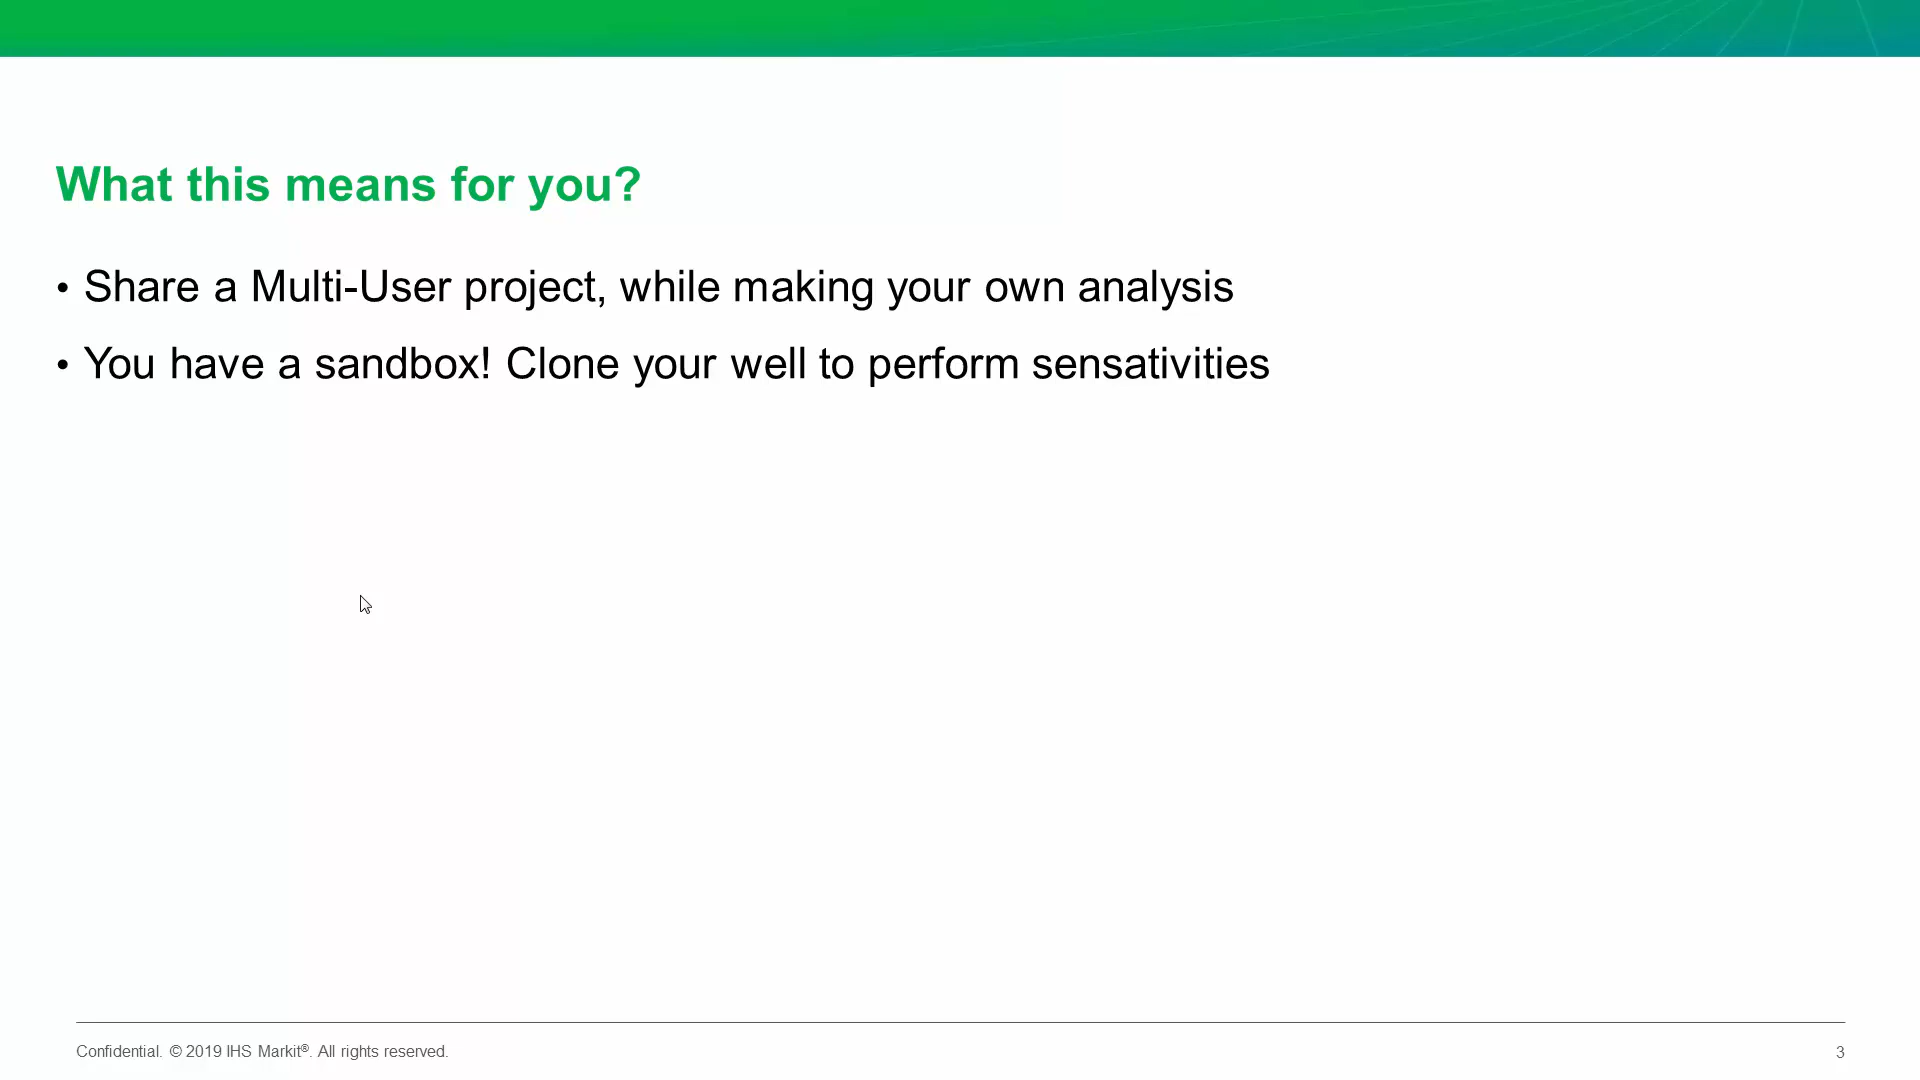 What this means for you?
• Share a Multi-User project, while making your own analysis
• You have a sandbox! Clone your well to perform sensativities
Confidential. © 2019 IHS Markit®. All rights reserved.
3